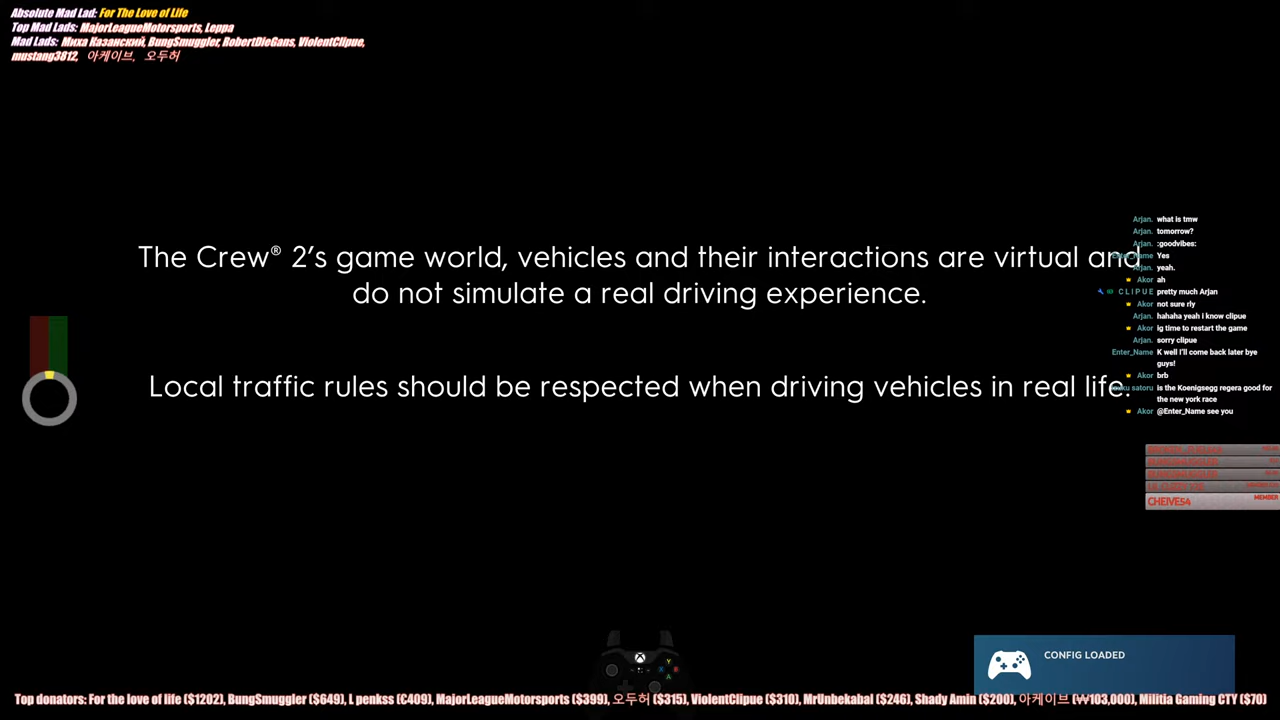 Absolute Mad Lad: For The Love of Life
Top Mad Lads: MajorLeagueMotorsports, Leppa
Mad Lads: Миха Казанский, BungSmuggler, RobertDieGans, ViolentClipue,
mustang3812, 아케이브, 오두허
The Crew® 2's game world, vehicles and their interactions are virtual and
do not simulate a real driving experience.
Local traffic rules should be respected when driving vehicles in real life.
Arjan. what is tmw
Arjan. tomorrow?
Arjan. :goodvibes:
Enter_Name Yes
Arjan. yeah.
Akor ah
C L I P U E pretty much Arjan
Akor not sure rly
Arjan. hahaha yeah i know clipue
Akor ig time to restart the game
Arjan. sorry clipue
Enter_Name K well I'll come back later bye
guys!
Akor brb
satoru is the Koenigsegg regera good for
the new york race
Akor @Enter_Name see you
CHEIVES4 MEMBER
Y
X B
A
CONFIG LOADED
Top donators: For the love of life ($1202), BungSmuggler ($649), L penkss (€409), MajorLeagueMotorsports ($399), 오두허 ($315), ViolentClipue ($310), MrUnbekabal ($246), Shady Amin ($200), 아케이브 (₩103,000), Militia Gaming CTY ($70)